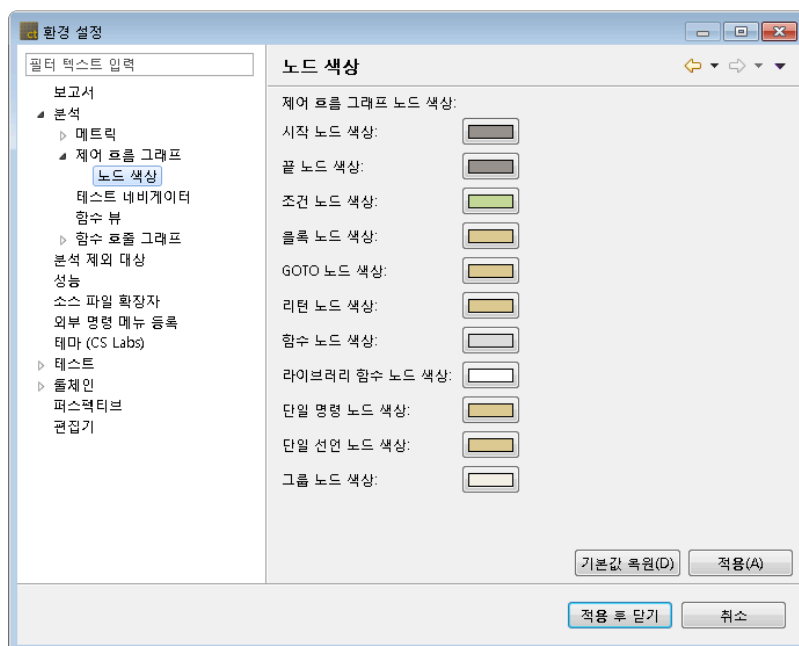 ct 환경 설정
필터 텍스트 입력
보고서
분석
메트릭
제어 흐름 그래프
노드 색상
테스트 네비게이터
함수 뷰
함수 호출 그래프
분석 제외 대상
성능
소스 파일 확장자
외부 명령 메뉴 등록
테마 (CS Labs)
테스트
툴체인
퍼스펙티브
편집기
노드 색상
제어 흐름 그래프 노드 색상:
시작 노드 색상:
끝 노드 색상:
조건 노드 색상:
블록 노드 색상:
GOTO 노드 색상:
리턴 노드 색상:
함수 노드 색상:
라이브러리 함수 노드 색상:
단일 명령 노드 색상:
단일 선언 노드 색상:
그룹 노드 색상:
기본값 복원(D) 적용(A)
적용 후 닫기 취소